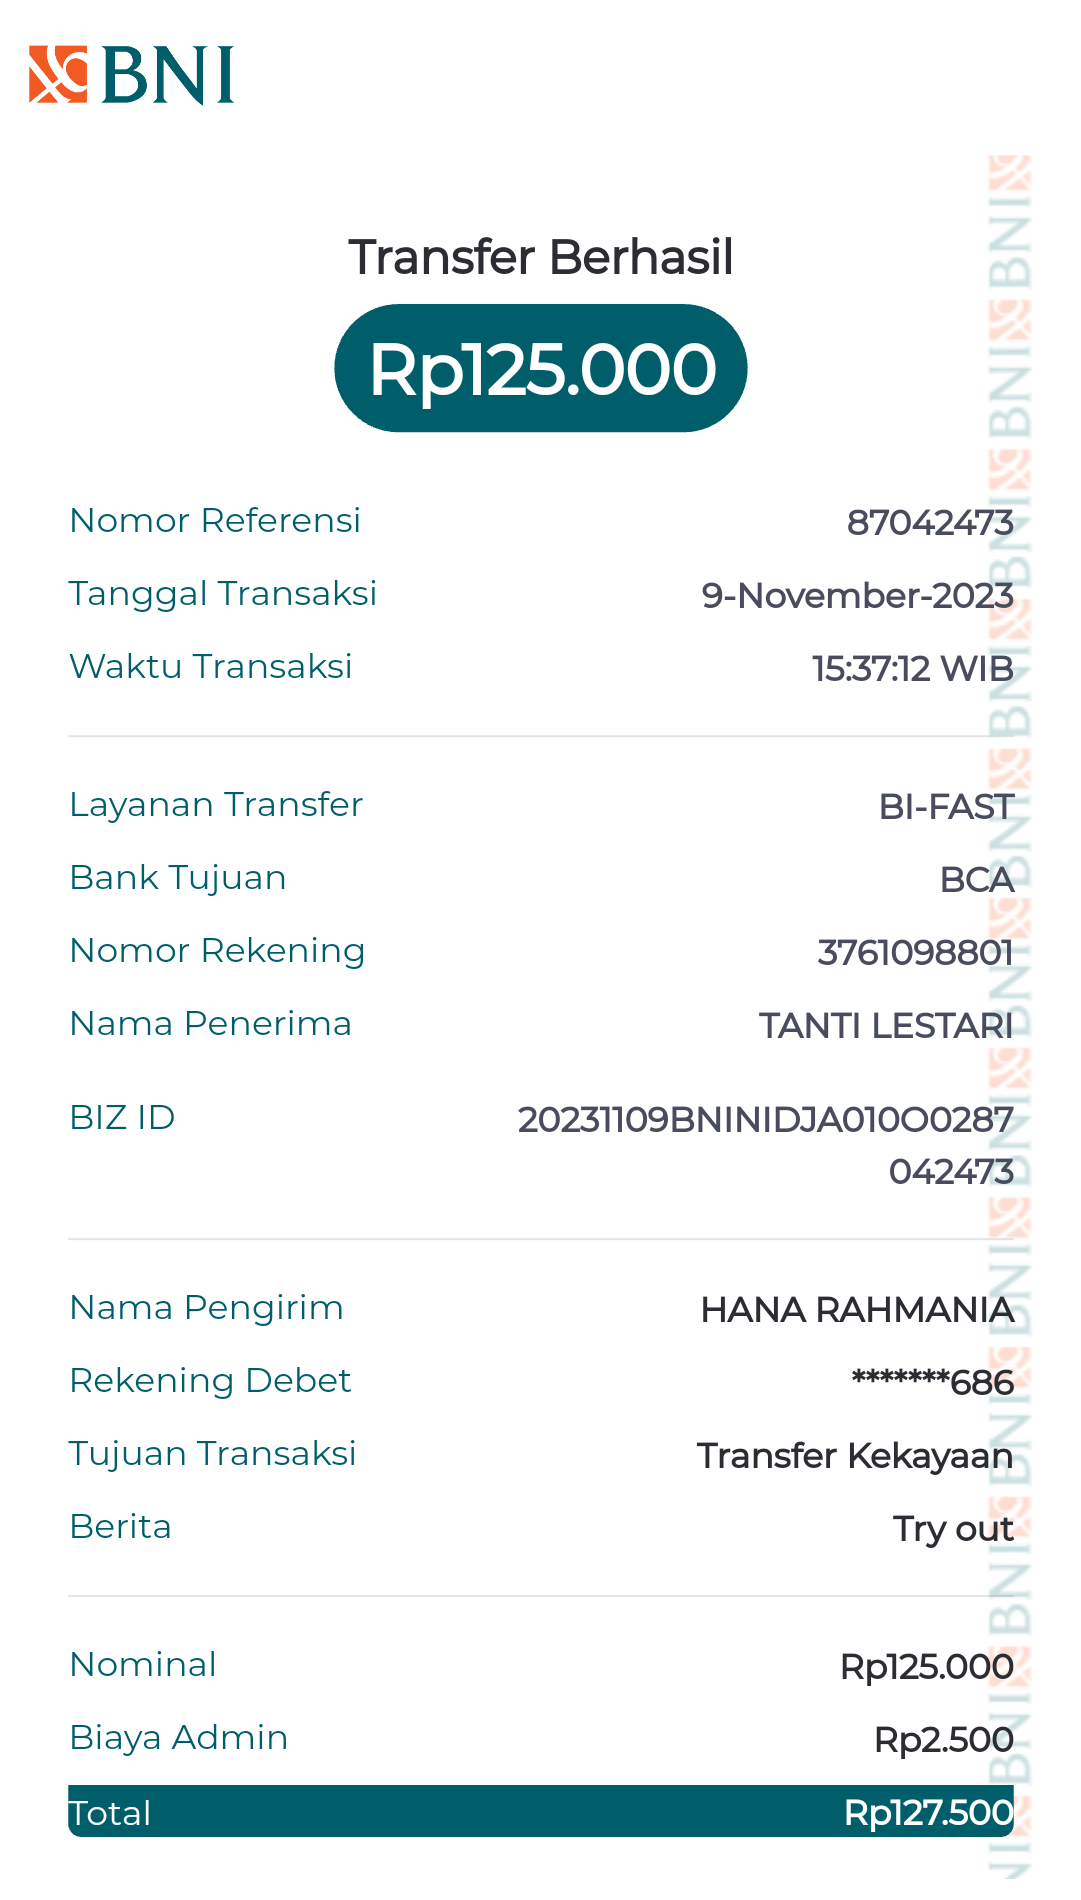 BNI
Transfer Berhasil
Rp125.000
Nomor Referensi 87042473
Tanggal Transaksi 9-November-2023
Waktu Transaksi 15:37:12 WIB
Layanan Transfer BI-FAST
Bank Tujuan BCA
Nomor Rekening 3761098801
Nama Penerima TANTI LESTARI
BIZ ID 20231109BNINIDJA010O0287
042473
Nama Pengirim HANA RAHMANIA
Rekening Debet *******686
Tujuan Transaksi Transfer Kekayaan
Berita Try out
Nominal Rp125.000
Biaya Admin Rp2.500
Total Rp127.500
BNI BNI BNI BNI BNI BNI BNI BNI BNI BNI BNI BNI